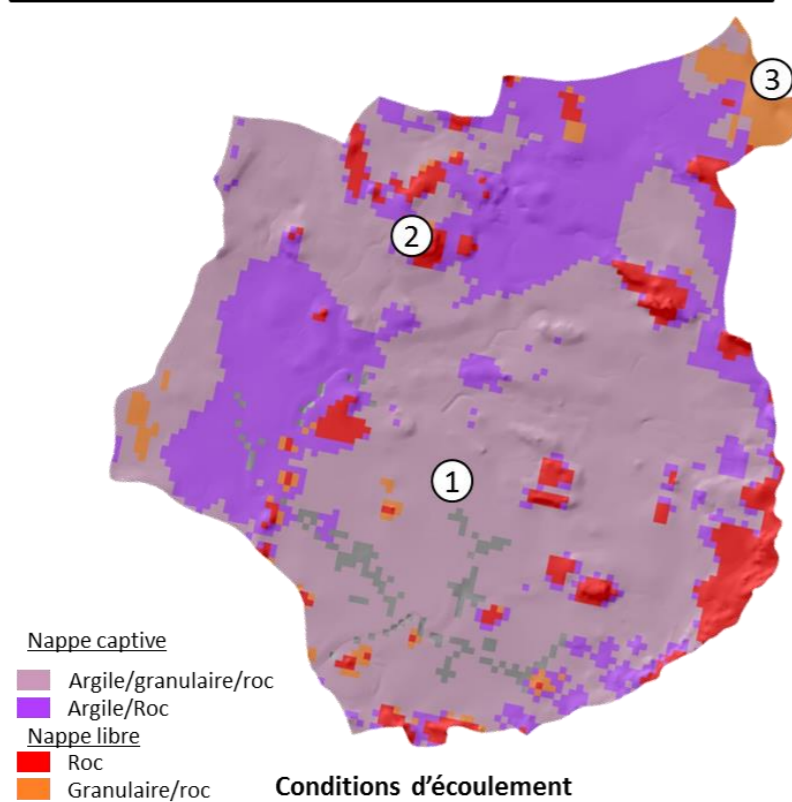 3
2
1
Nappe captive
Argile/granulaire/roc
Argile/Roc
Nappe libre
Roc
Granulaire/roc
Conditions d'écoulement